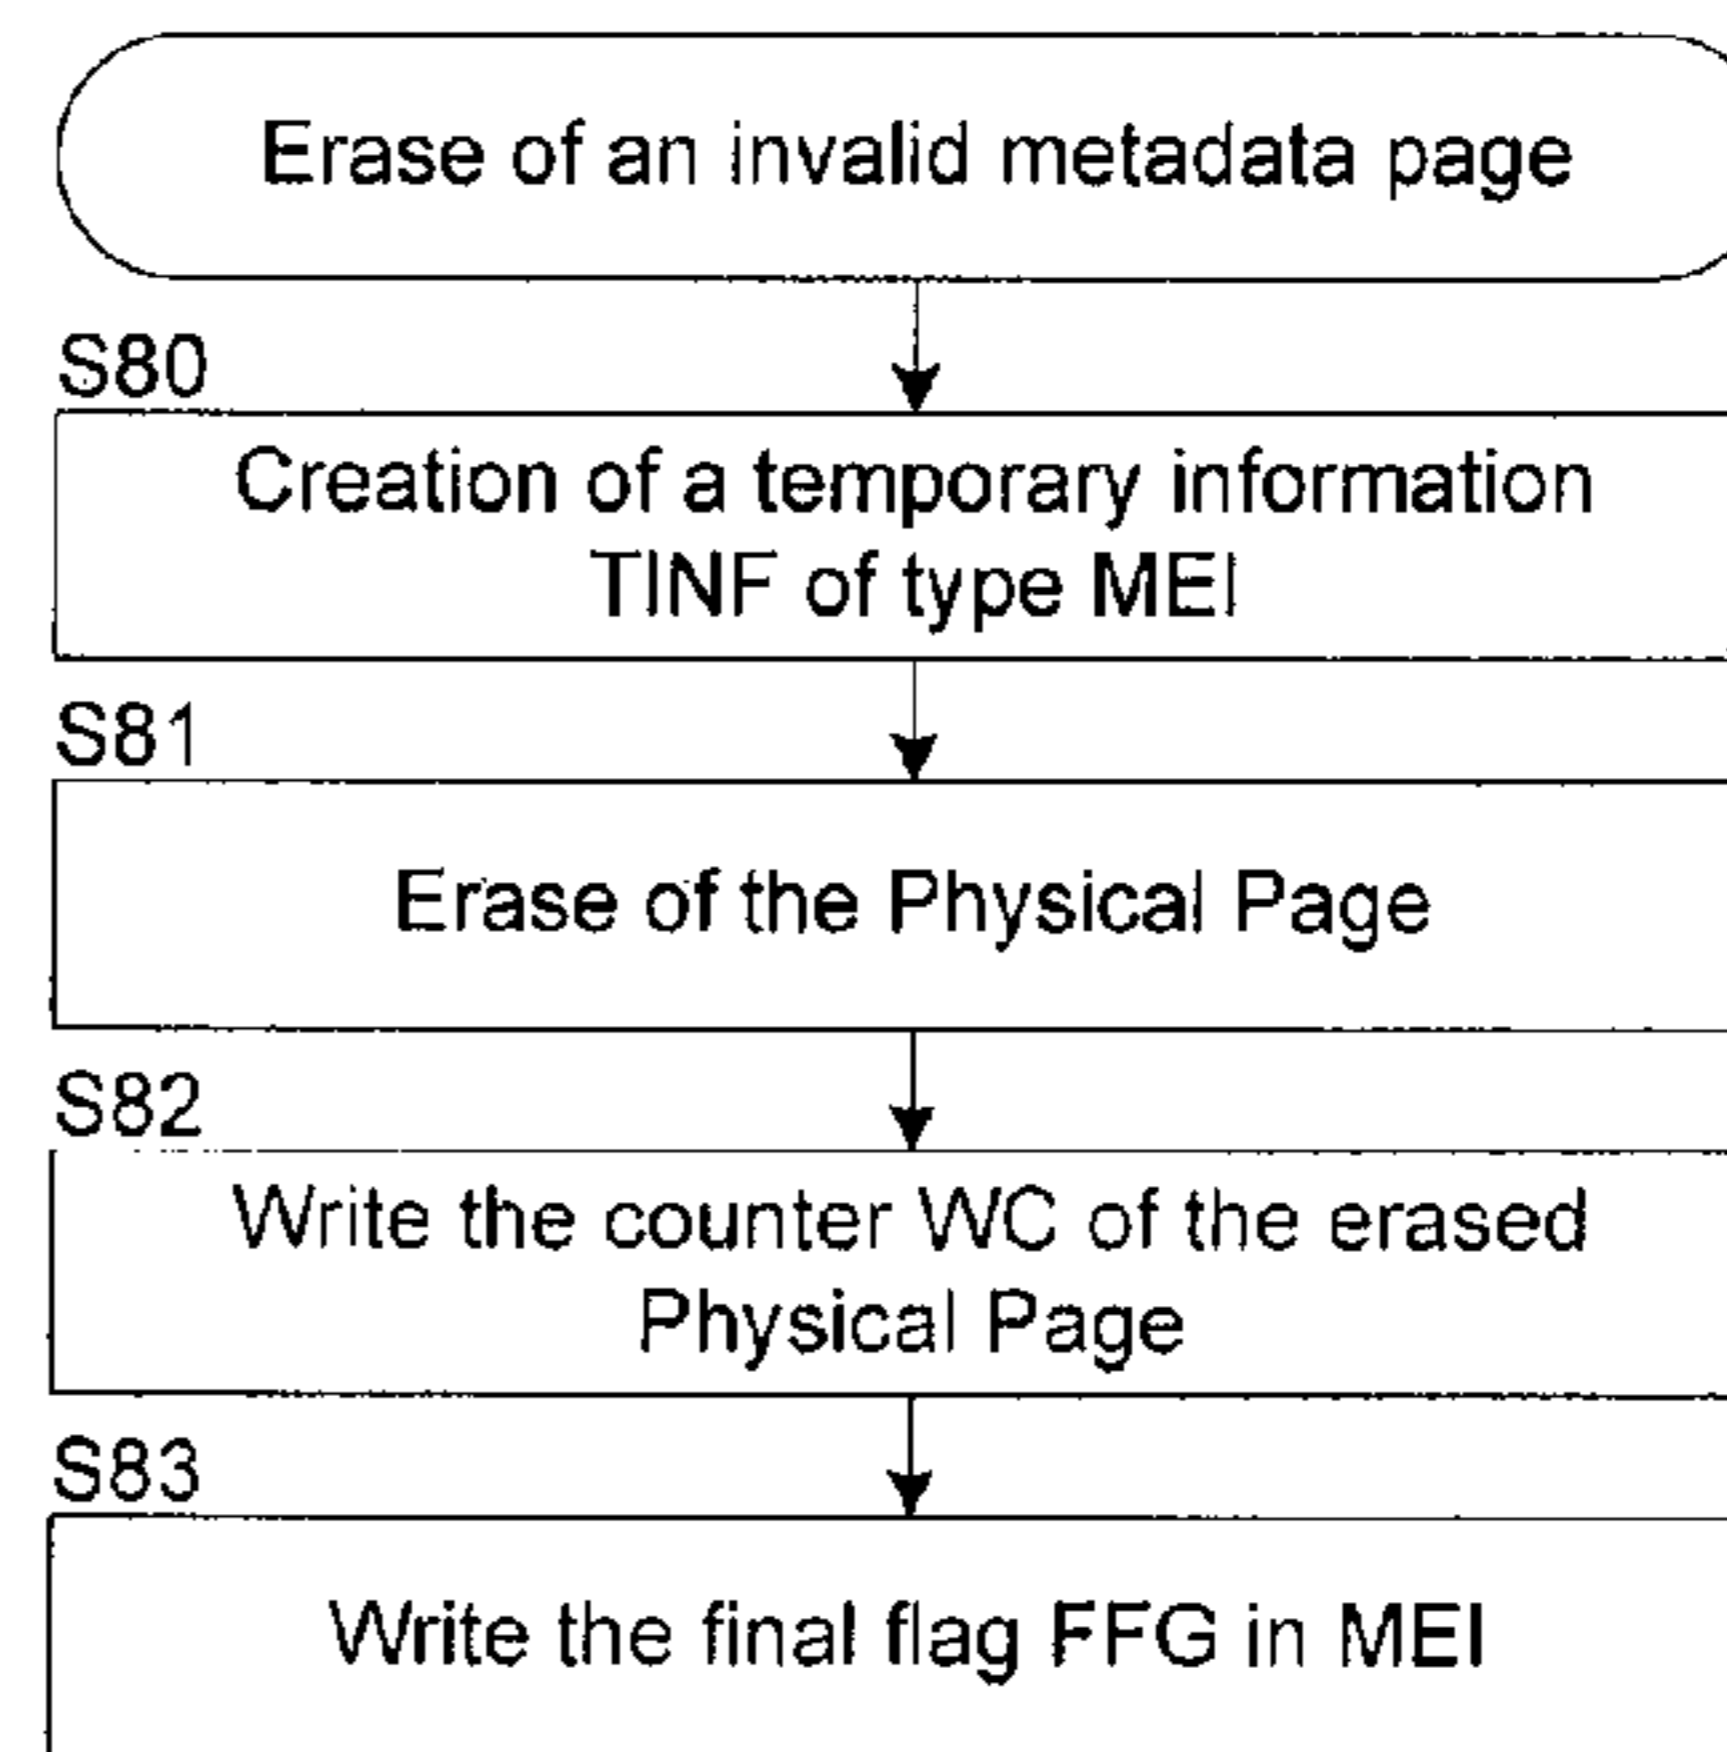 Erase of an invalid metadata page
S80
Creation of a temporary information
TINF of type MEI
S81
Erase of the Physical Page
S82
Write the counter WC of the erased
Physical Page
S83
Write the final flag FFG in MEI